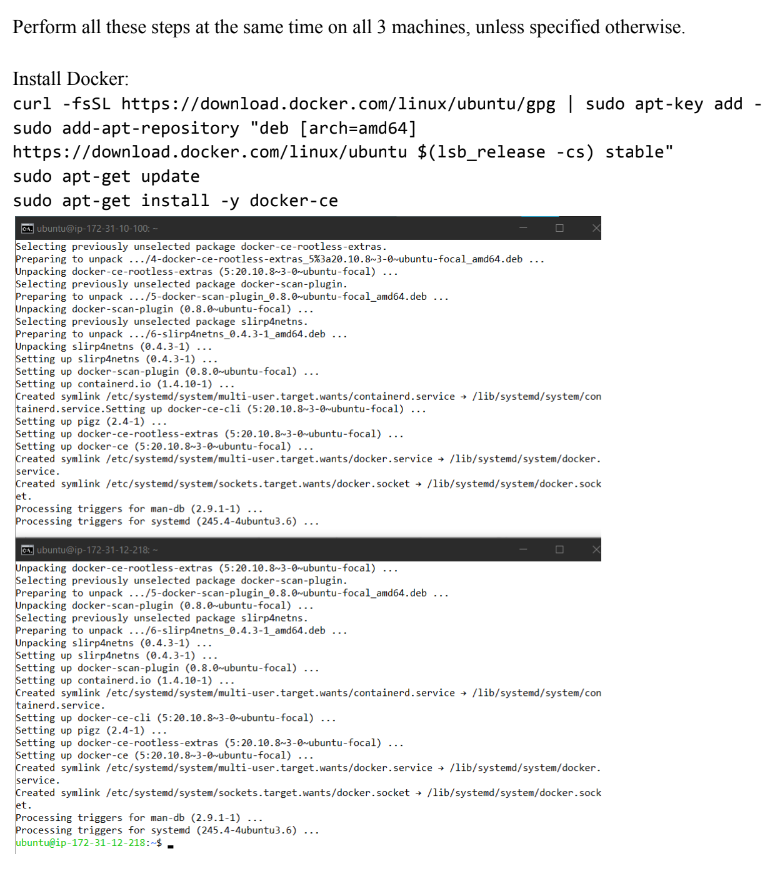 Perform all these steps at the same time on all 3 machines, unless specified otherwise.
Install Docker:
curl -fsSL https://download.docker.com/linux/ubuntu/gpg | sudo apt-key add -
sudo add-apt-repository "deb [arch=amd64]
https://download.docker.com/linux/ubuntu $(lsb_release -cs) stable"
sudo apt-get update
sudo apt-get install -y docker-ce
ubuntu@ip-172-31-10-100: ~
Selecting previously unselected package docker-ce-rootless-extras.
Preparing to unpack .../4-docker-ce-rootless-extras_5%3a20.10.8~3-0~ubuntu-focal_amd64.deb ...
Unpacking docker-ce-rootless-extras (5:20.10.8~3-0~ubuntu-focal) ...
Selecting previously unselected package docker-scan-plugin.
Preparing to unpack .../5-docker-scan-plugin_0.8.0~ubuntu-focal_amd64.deb ...
Unpacking docker-scan-plugin (0.8.0~ubuntu-focal) ...
Selecting previously unselected package slirp4netns.
Preparing to unpack .../6-slirp4netns_0.4.3-1_amd64.deb ...
Unpacking slirp4netns (0.4.3-1) ...
Setting up slirp4netns (0.4.3-1) ...
Setting up docker-scan-plugin (0.8.0~ubuntu-focal) ...
Setting up containerd.io (1.4.10-1) ...
Created symlink /etc/systemd/system/multi-user.target.wants/containerd.service → /lib/systemd/system/con
tainerd.service.Setting up docker-ce-cli (5:20.10.8~3-0~ubuntu-focal) ...
Setting up pigz (2.4-1) ...
Setting up docker-ce-rootless-extras (5:20.10.8~3-0~ubuntu-focal) ...
Setting up docker-ce (5:20.10.8~3-0~ubuntu-focal) ...
Created symlink /etc/systemd/system/multi-user.target.wants/docker.service → /lib/systemd/system/docker.
service.
Created symlink /etc/systemd/system/sockets.target.wants/docker.socket → /lib/systemd/system/docker.sock
et.
Processing triggers for man-db (2.9.1-1) ...
Processing triggers for systemd (245.4-4ubuntu3.6) ...
ubuntu@ip-172-31-12-218: ~
Unpacking docker-ce-rootless-extras (5:20.10.8~3-0~ubuntu-focal) ...
Selecting previously unselected package docker-scan-plugin.
Preparing to unpack .../5-docker-scan-plugin_0.8.0~ubuntu-focal_amd64.deb ...
Unpacking docker-scan-plugin (0.8.0~ubuntu-focal) ...
Selecting previously unselected package slirp4netns.
Preparing to unpack .../6-slirp4netns_0.4.3-1_amd64.deb ...
Unpacking slirp4netns (0.4.3-1) ...
Setting up slirp4netns (0.4.3-1) ...
Setting up docker-scan-plugin (0.8.0~ubuntu-focal) ...
Setting up containerd.io (1.4.10-1) ...
Created symlink /etc/systemd/system/multi-user.target.wants/containerd.service → /lib/systemd/system/con
tainerd.service.
Setting up docker-ce-cli (5:20.10.8~3-0~ubuntu-focal) ...
Setting up pigz (2.4-1) ...
Setting up docker-ce-rootless-extras (5:20.10.8~3-0~ubuntu-focal) ...
Setting up docker-ce (5:20.10.8~3-0~ubuntu-focal) ...
Created symlink /etc/systemd/system/multi-user.target.wants/docker.service → /lib/systemd/system/docker.
service.
Created symlink /etc/systemd/system/sockets.target.wants/docker.socket → /lib/systemd/system/docker.sock
et.
Processing triggers for man-db (2.9.1-1) ...
Processing triggers for systemd (245.4-4ubuntu3.6) ...
ubuntu@ip-172-31-12-218:~$